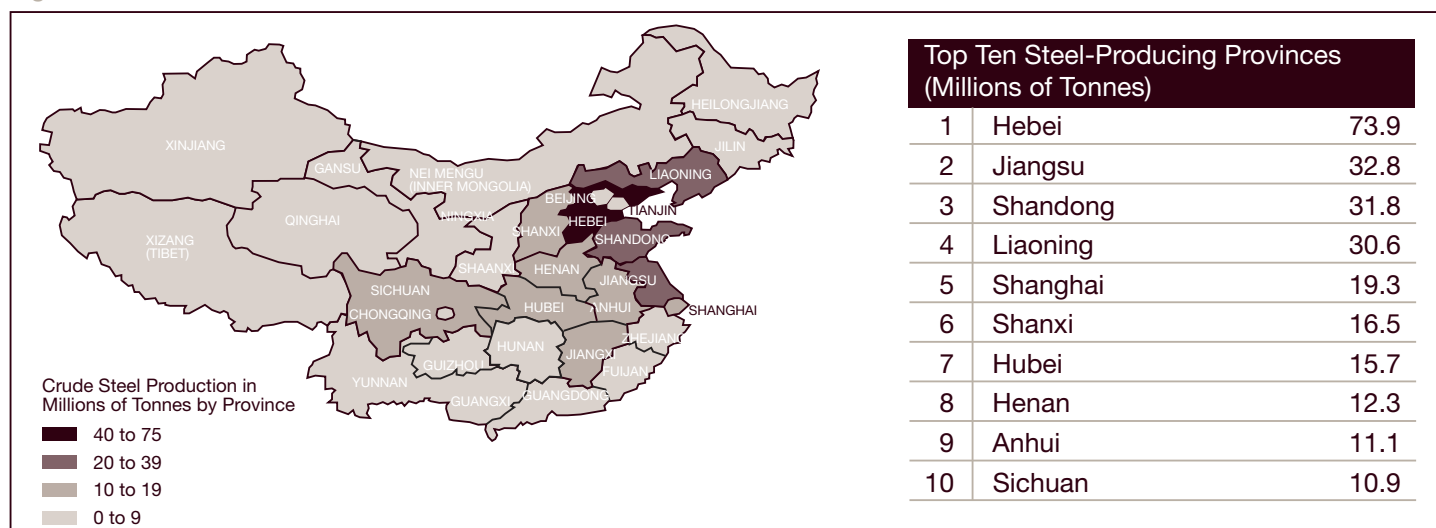 XINJIANG
GANSU
NEI MENGU
(INNER MONGOLIA)
HEILONGJIANG
JILIN
LIAONING
BEIJING
TIANJIN
HEBEI
NINGXIA
SHANXI
SHANDONG
QINGHAI
XIZANG
(TIBET)
SHAANXI
HENAN
JIANGSU
SICHUAN
CHONGQING
HUBEI
ANHUI
SHANGHAI
ZHEJIANG
HUNAN
JIANGXI
GUIZHOU
FUIJAN
YUNNAN
GUANGXI
GUANGDONG
Crude Steel Production in
Millions of Tonnes by Province
40 to 75
20 to 39
10 to 19
0 to 9
Top Ten Steel-Producing Provinces
(Millions of Tonnes)
1 Hebei 73.9
2 Jiangsu 32.8
3 Shandong 31.8
4 Liaoning 30.6
5 Shanghai 19.3
6 Shanxi 16.5
7 Hubei 15.7
8 Henan 12.3
9 Anhui 11.1
10 Sichuan 10.9